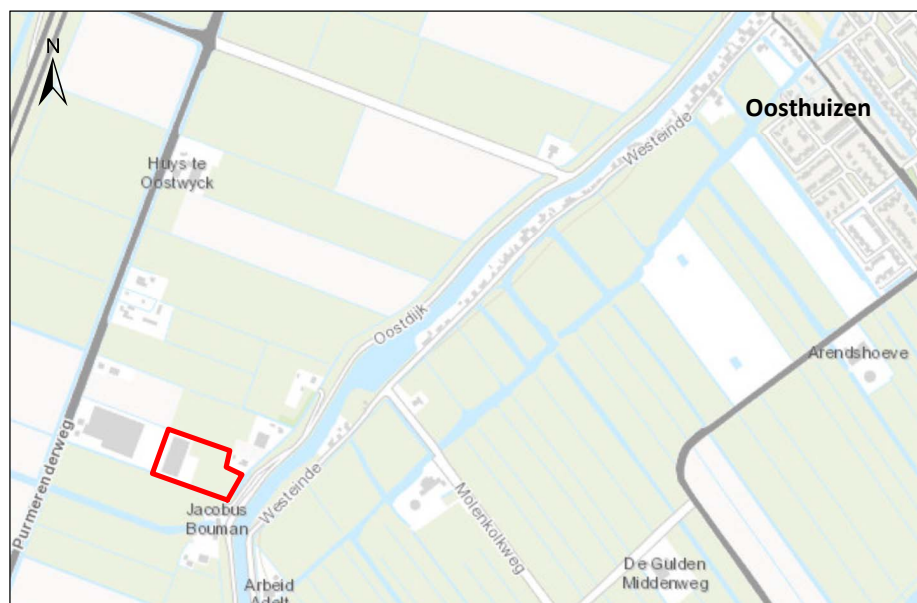 N
Oosthuizen
Westeinde
Huys te
Oostwyck
Oostdijk
Arendshoeve
Purmerenderweg
Jacobus
Bouman
Westeinde
Molenkolkweg
De Gulden
Middenweg
Arbeid
Adelt